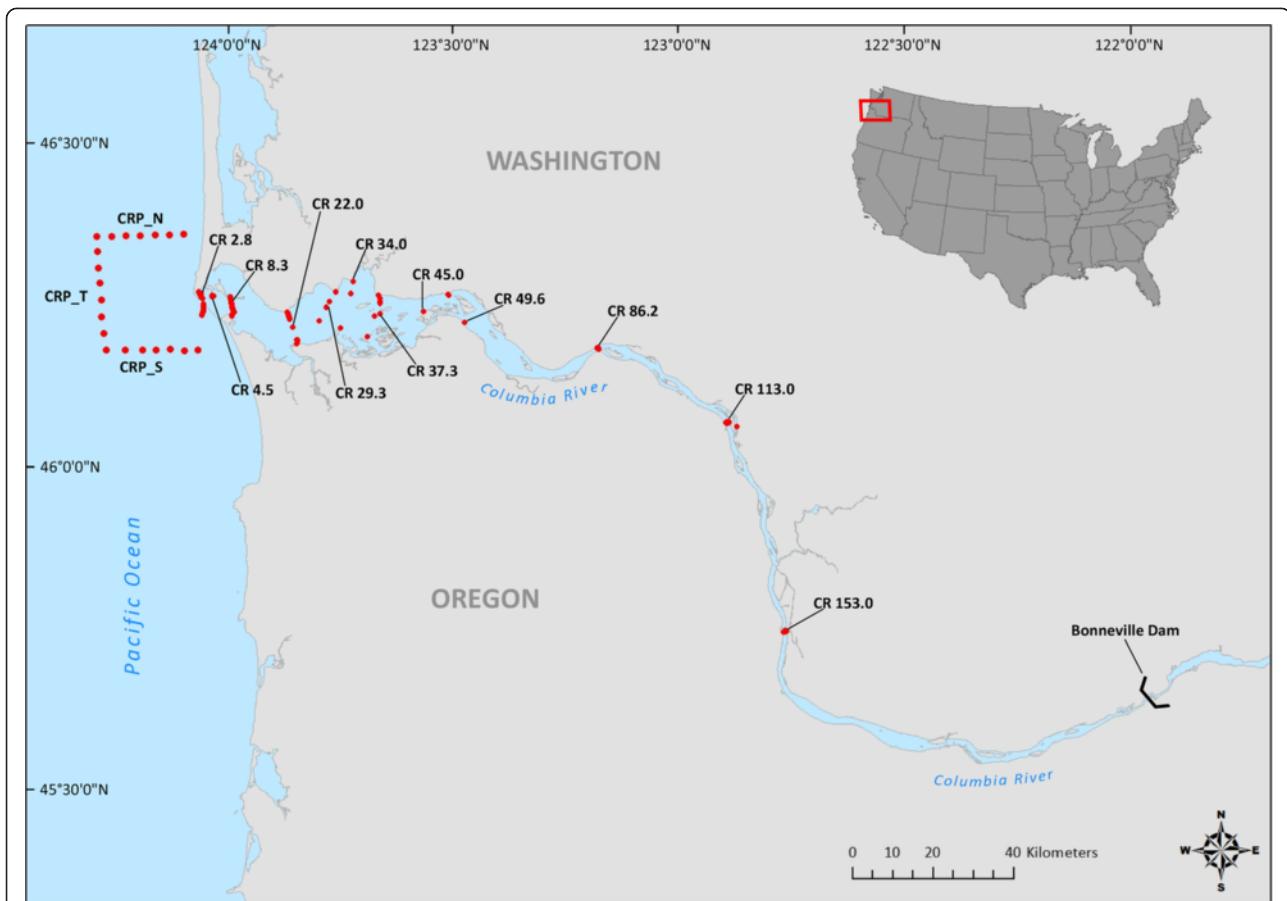 124°0'0"N
123°5'0"N
123°0'0"N
122°5'0"N
122°0'0"N
46°3'0"N
WASHINGTON
CR 22.0
CRP_N
CR 2.8
CR 34.0
CR 8.3
CR 45.0
CRP_T
CR 49.6
CR 86.2
CRP_S
CR 4.5
CR 29.3
CR 37.3
Columbia River
CR 113.0
46°0'0"N
Pacific Ocean
OREGON
CR 153.0
Bonneville Dam
45°30'0"N
Columbia River
N
W E
S
0 10 20 40 Kilometers